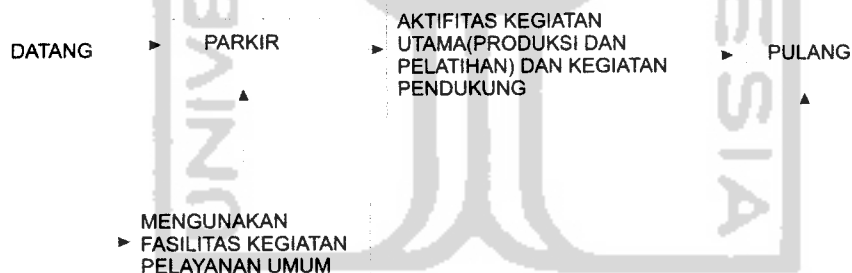 DATANG
PARKIR
AKTIFITAS KEGIATAN
UTAMA(PRODUKSI DAN
PELATIHAN) DAN KEGIATAN
PENDUKUNG
PULANG
MENGUNAKAN
FASILITAS KEGIATAN
PELAYANAN UMUM